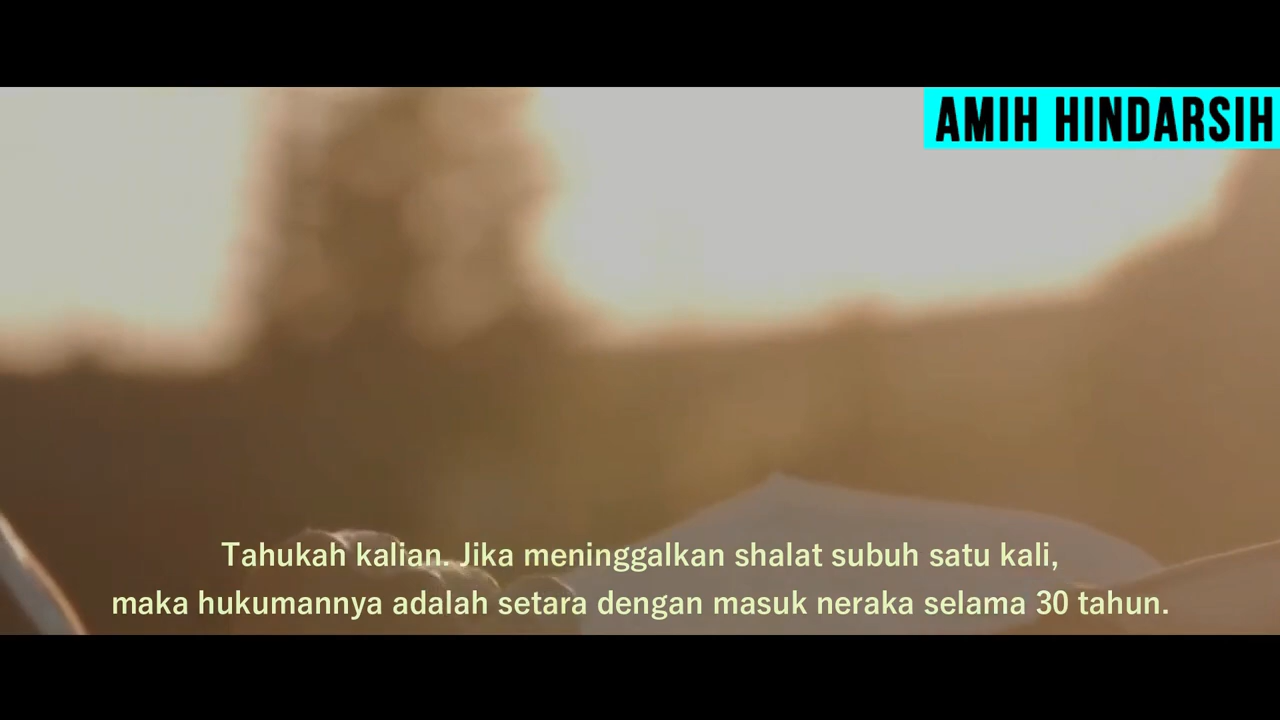 AMIH HINDARSIH
Tahukah kalian. Jika meninggalkan shalat subuh satu kali,
maka hukumannya adalah setara dengan masuk neraka selama 30 tahun.